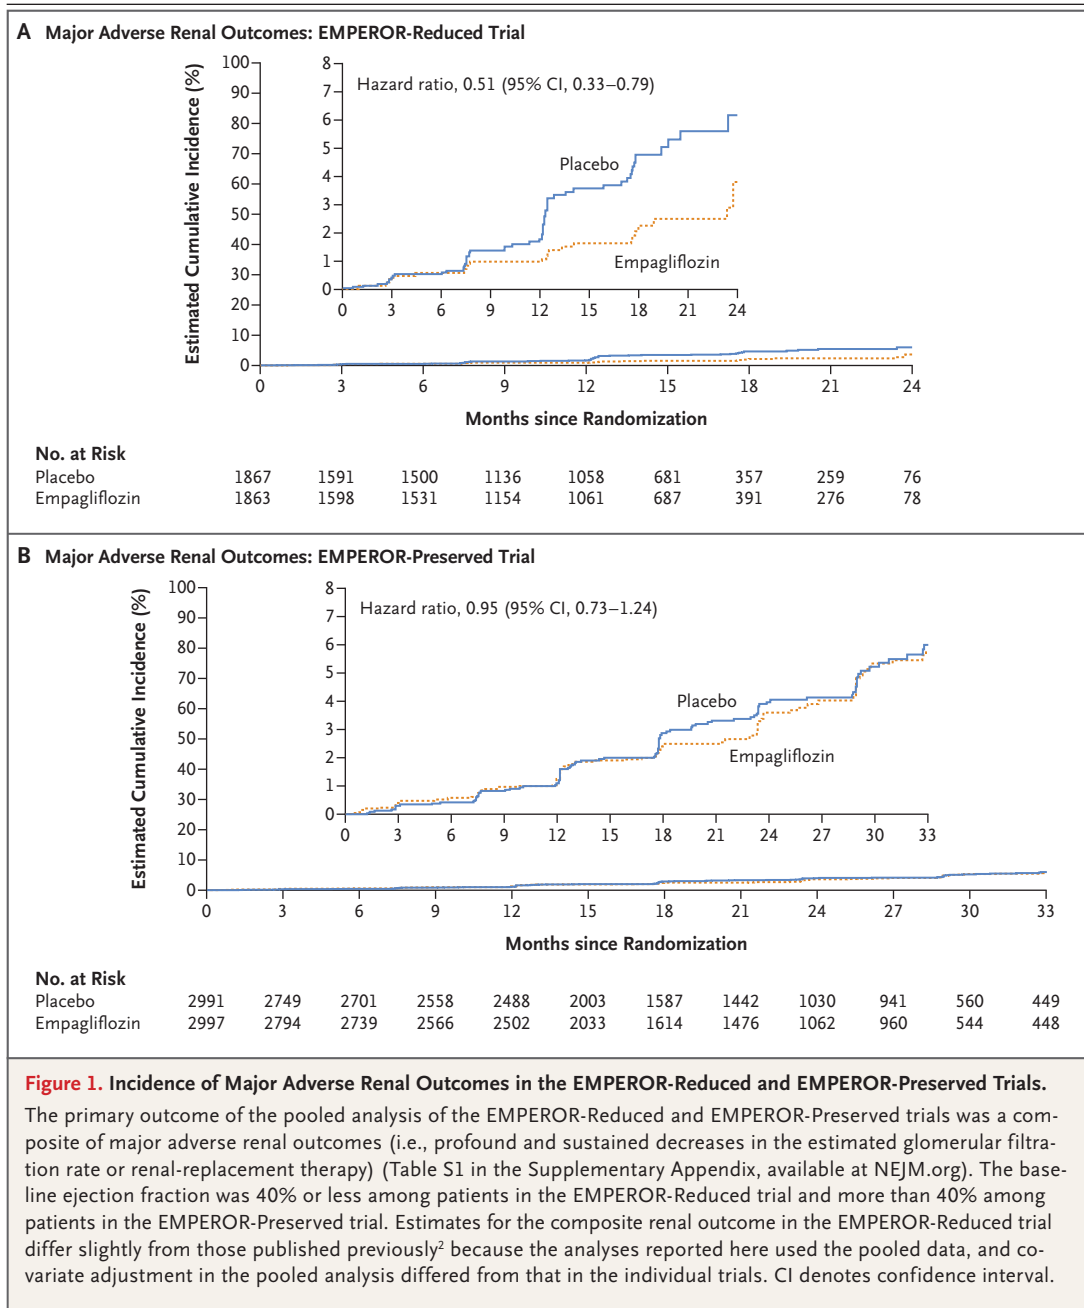 A Major Adverse Renal Outcomes: EMPEROR-Reduced Trial
Estimated Cumulative Incidence (%)
100
90
80
70
60
50
40
30
20
10
0
8
7
6
5
4
3
2
1
0
Hazard ratio, 0.51 (95% CI, 0.33–0.79)
Placebo
Empagliflozin
0 3 6 9 12 15 18 21 24
0 3 6 9 12 15 18 21 24
Months since Randomization
No. at Risk
Placebo 1867 1591 1500 1136 1058 681 357 259 76
Empagliflozin 1863 1598 1531 1154 1061 687 391 276 78
B Major Adverse Renal Outcomes: EMPEROR-Preserved Trial
Estimated Cumulative Incidence (%)
100
90
80
70
60
50
40
30
20
10
0
8
7
6
5
4
3
2
1
0
Hazard ratio, 0.95 (95% CI, 0.73–1.24)
Placebo
Empagliflozin
0 3 6 9 12 15 18 21 24 27 30 33
0 3 6 9 12 15 18 21 24 27 30 33
Months since Randomization
No. at Risk
Placebo 2991 2749 2701 2558 2488 2003 1587 1442 1030 941 560 449
Empagliflozin 2997 2794 2739 2566 2502 2033 1614 1476 1062 960 544 448
Figure 1. Incidence of Major Adverse Renal Outcomes in the EMPEROR-Reduced and EMPEROR-Preserved Trials.
The primary outcome of the pooled analysis of the EMPEROR-Reduced and EMPEROR-Preserved trials was a com-
posite of major adverse renal outcomes (i.e., profound and sustained decreases in the estimated glomerular filtra-
tion rate or renal-replacement therapy) (Table S1 in the Supplementary Appendix, available at NEJM.org). The base-
line ejection fraction was 40% or less among patients in the EMPEROR-Reduced trial and more than 40% among
patients in the EMPEROR-Preserved trial. Estimates for the composite renal outcome in the EMPEROR-Reduced trial
differ slightly from those published previously² because the analyses reported here used the pooled data, and co-
variate adjustment in the pooled analysis differed from that in the individual trials. CI denotes confidence interval.